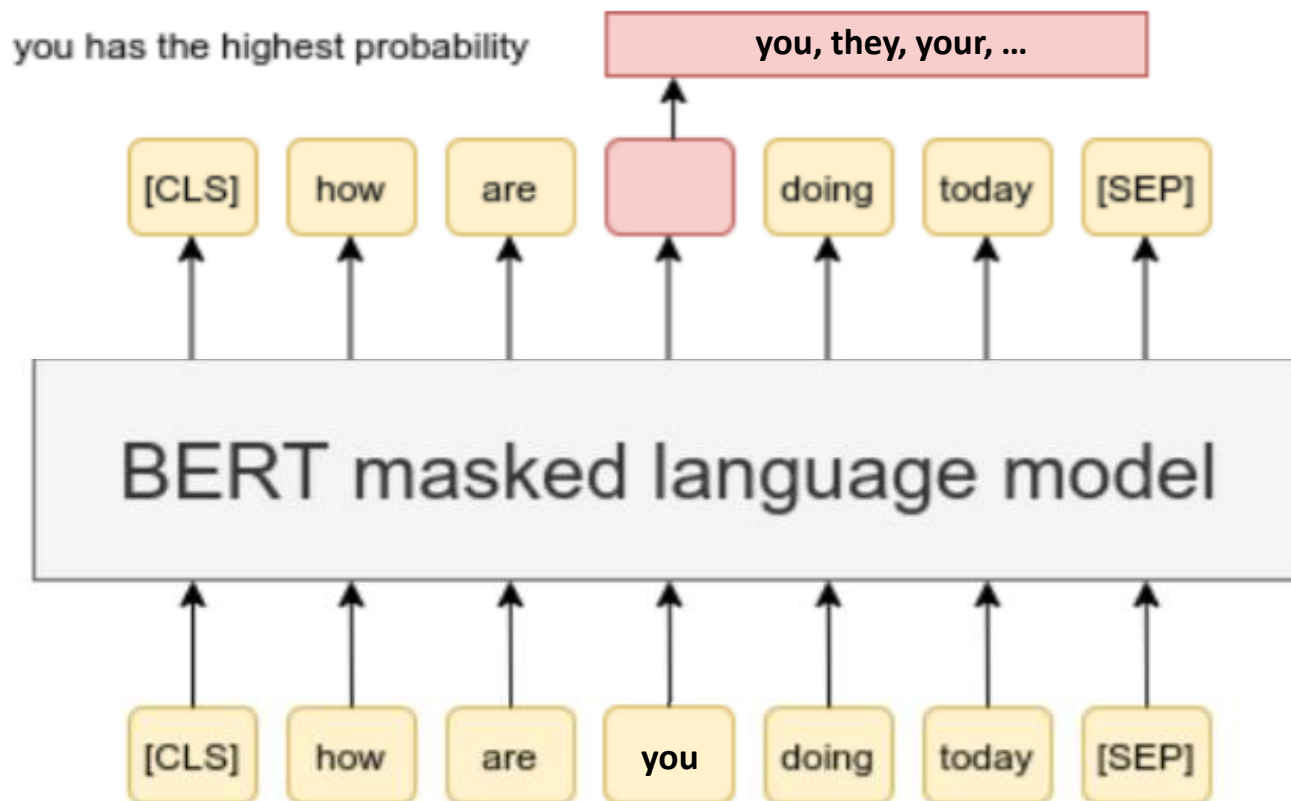 you has the highest probability
you, they, your, ...
[CLS] how are doing today [SEP]
BERT masked language model
[CLS] how are you doing today [SEP]